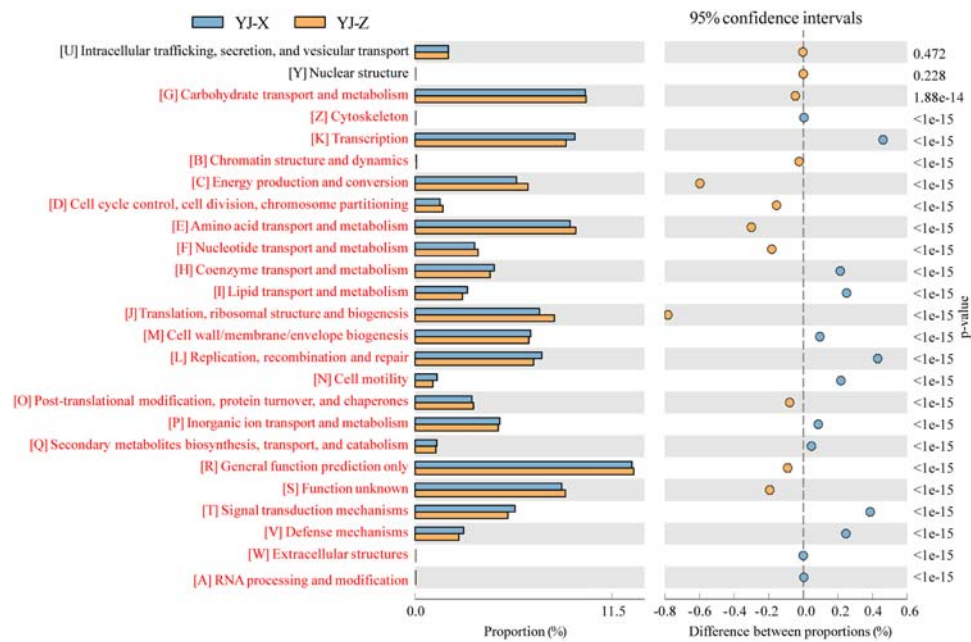 YJ-X YJ-Z
95% confidence intervals
[U] Intracellular trafficking, secretion, and vesicular transport 0.472
[Y] Nuclear structure 0.228
[G] Carbohydrate transport and metabolism 1.88e-14
[Z] Cytoskeleton <1e-15
[K] Transcription <1e-15
[B] Chromatin structure and dynamics <1e-15
[C] Energy production and conversion <1e-15
[D] Cell cycle control, cell division, chromosome partitioning <1e-15
[E] Amino acid transport and metabolism <1e-15
[F] Nucleotide transport and metabolism <1e-15
[H] Coenzyme transport and metabolism <1e-15
[I] Lipid transport and metabolism <1e-15
[J] Translation, ribosomal structure and biogenesis <1e-15
[M] Cell wall/membrane/envelope biogenesis <1e-15
[L] Replication, recombination and repair <1e-15
[N] Cell motility <1e-15
[O] Post-translational modification, protein turnover, and chaperones <1e-15
[P] Inorganic ion transport and metabolism <1e-15
[Q] Secondary metabolites biosynthesis, transport, and catabolism <1e-15
[R] General function prediction only <1e-15
[S] Function unknown <1e-15
[T] Signal transduction mechanisms <1e-15
[V] Defense mechanisms <1e-15
[W] Extracellular structures <1e-15
[A] RNA processing and modification <1e-15
p-value
0.0 11.5 -0.8 -0.6 -0.4 -0.2 0.0 0.2 0.4 0.6
Proportion (%) Difference between proportions (%)